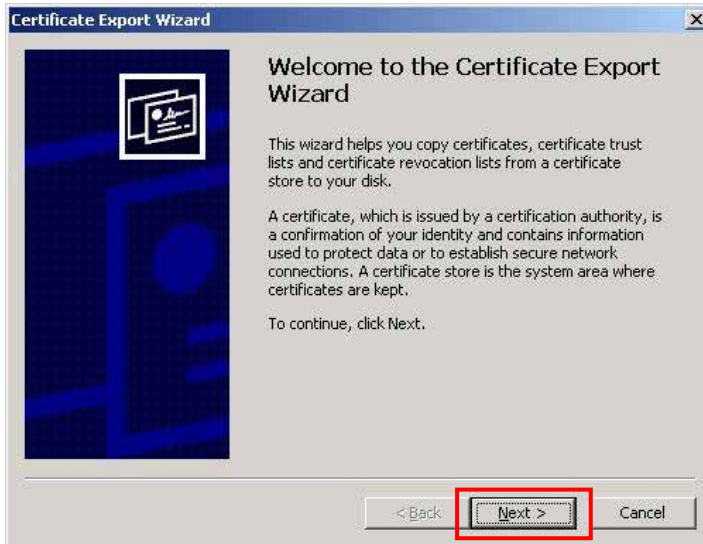 Certificate Export Wizard
Welcome to the Certificate Export
Wizard
This wizard helps you copy certificates, certificate trust
lists and certificate revocation lists from a certificate
store to your disk.
A certificate, which is issued by a certification authority, is
a confirmation of your identity and contains information
used to protect data or to establish secure network
connections. A certificate store is the system area where
certificates are kept.
To continue, click Next.
< Back
Next >
Cancel